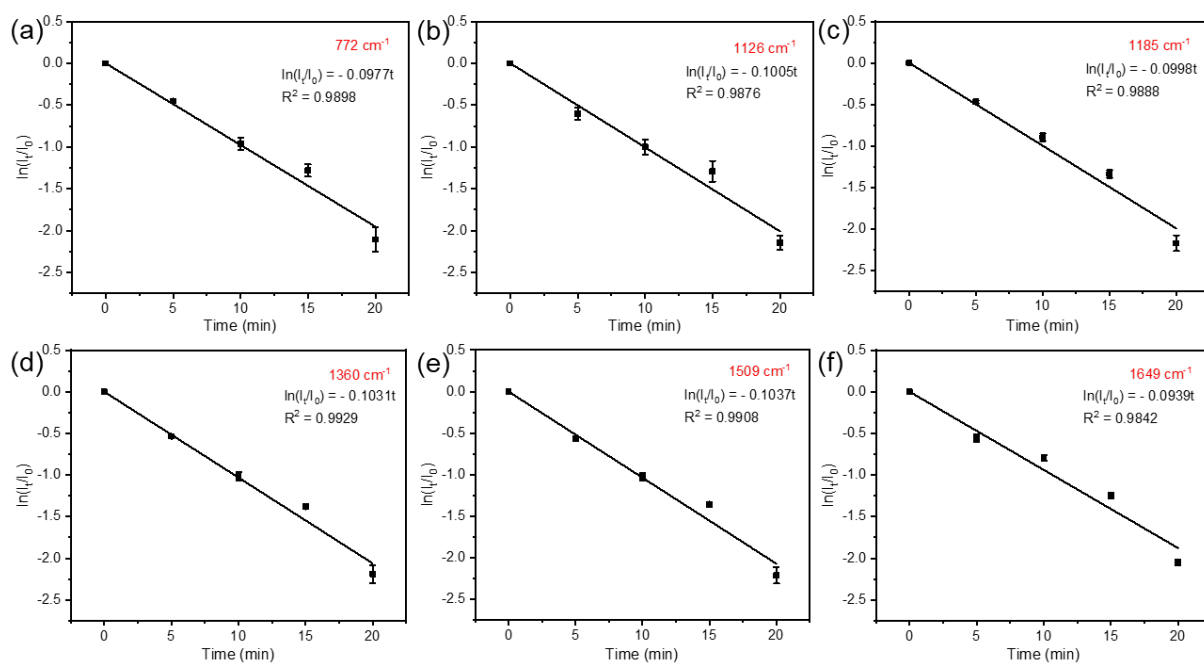 (a)
772 cm⁻¹
ln(Iₜ/I₀) = - 0.0977t
R² = 0.9898
0.5
0.0
-0.5
-1.0
-1.5
-2.0
-2.5
ln(Iₜ/I₀)
0 5 10 15 20
Time (min)
(b)
1126 cm⁻¹
ln(Iₜ/I₀) = - 0.1005t
R² = 0.9876
0.5
0.0
-0.5
-1.0
-1.5
-2.0
-2.5
ln(Iₜ/I₀)
0 5 10 15 20
Time (min)
(c)
1185 cm⁻¹
ln(Iₜ/I₀) = - 0.0998t
R² = 0.9888
0.5
0.0
-0.5
-1.0
-1.5
-2.0
-2.5
ln(Iₜ/I₀)
0 5 10 15 20
Time (min)
(d)
1360 cm⁻¹
ln(Iₜ/I₀) = - 0.1031t
R² = 0.9929
0.5
0.0
-0.5
-1.0
-1.5
-2.0
-2.5
ln(Iₜ/I₀)
0 5 10 15 20
Time (min)
(e)
1509 cm⁻¹
ln(Iₜ/I₀) = - 0.1037t
R² = 0.9908
0.5
0.0
-0.5
-1.0
-1.5
-2.0
-2.5
ln(Iₜ/I₀)
0 5 10 15 20
Time (min)
(f)
1649 cm⁻¹
ln(Iₜ/I₀) = - 0.0939t
R² = 0.9842
0.5
0.0
-0.5
-1.0
-1.5
-2.0
-2.5
ln(Iₜ/I₀)
0 5 10 15 20
Time (min)